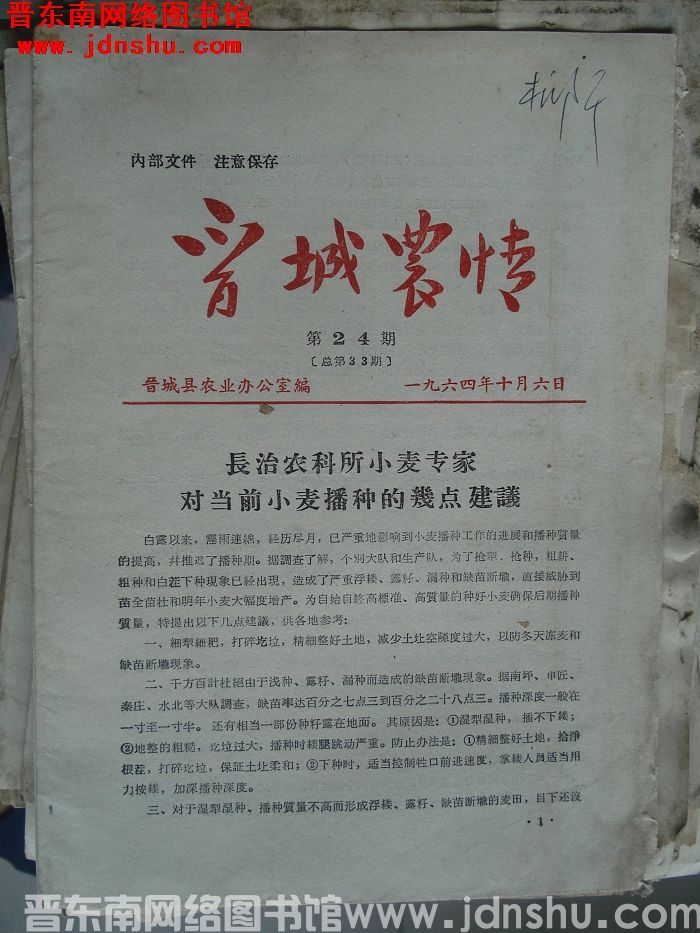 晋东南网络图书馆
www.jdnshu.com
內部文件 注意保存
晋城農情
第24期
〔总第33期〕
晋城县农业办公室編 一九六四年十月六日
長治农科所小麦专家
对当前小麦播种的幾点建議
白露以来，霪雨連綿，经历尽月，已严重地影响到小麦播种工作的进展和播种質量
的提高，幷推迟了播种期。据調查了解，个別大队和生产队，为了抢墒、抢种，粗耕、
粗种和白茬下种現象已経出現，造成了严重浮耧、露籽、漏种和缺苗断壠，直接威胁到
苗全苗壮和明年小麦大幅度增产。为自始自終高標准、高質量的种好小麦确保后期播种
質量，特提出以下几点建議，供各地参考：
一、細犁細耙，打碎圪垃，精細整好土地，减少土圵空隙度过大，以防冬天冻麦和
缺苗断壠現象。
二、千方百計杜絕由于浅种、露籽、漏种而造成的缺苗断壠現象。据南坪、申匠、
秦庄、水北等大队調查，缺苗率达百分之七点三到百分之二十八点三。播种深度一般在
一寸至一寸半。还有相当一部份种籽露在地面。其原因是：①湿犁湿种，插不下耧；
②地整的粗糙，圪垃过大，播种时耧腿跳动严重。防止办法是：①精細整好土地，拾淨
根茬，打碎圪垃，保証土圵柔和；②下种时，适当控制牲口前进速度，掌耧人員适当用
力按耧，加深播种深度。
三、对于湿犁湿种、播种質量不高而形成浮耧、露籽、缺苗断壠的麦田，目下还沒
·1·
晋东南网络图书馆www.jdnshu.com